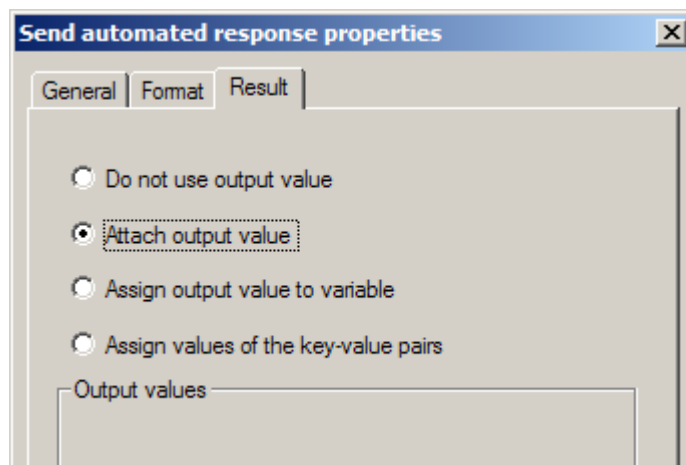 Send automated response properties
General Format Result
Do not use output value
Attach output value
Assign output value to variable
Assign values of the key-value pairs
Output values